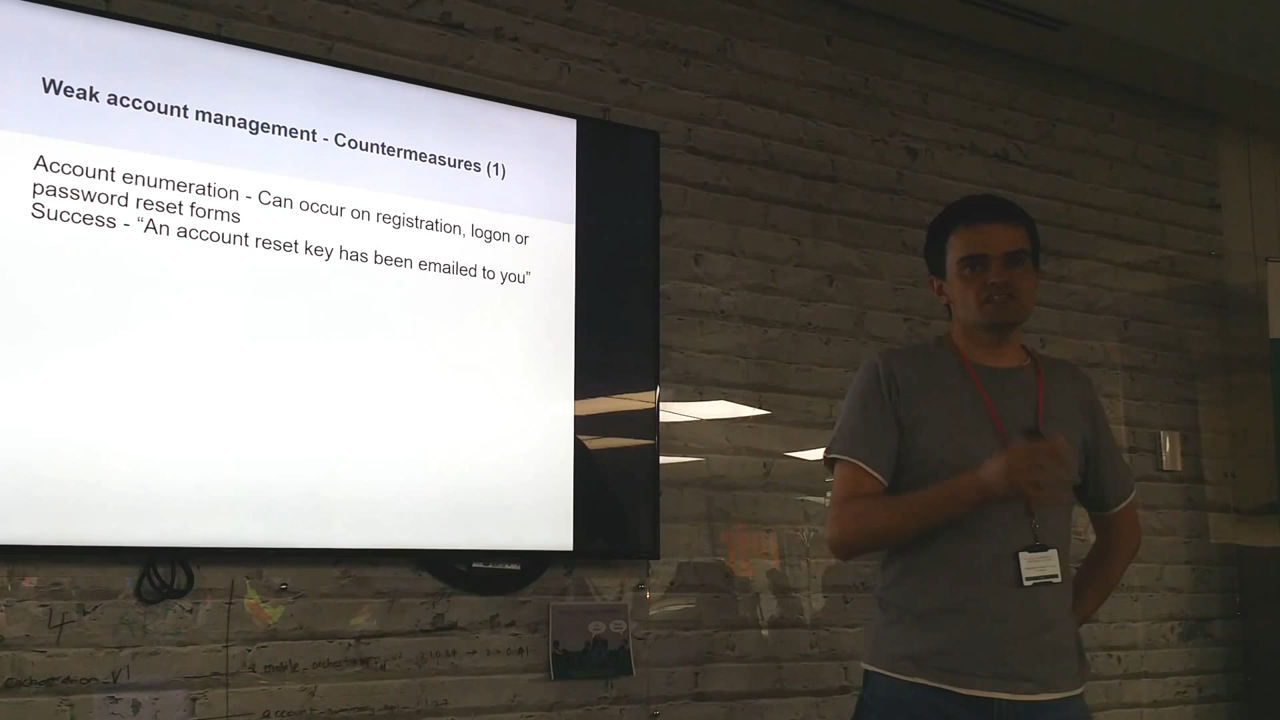 Weak account management - Countermeasures (1)
Account enumeration - Can occur on registration, logon or
password reset forms
Success - “An account reset key has been emailed to you”
4